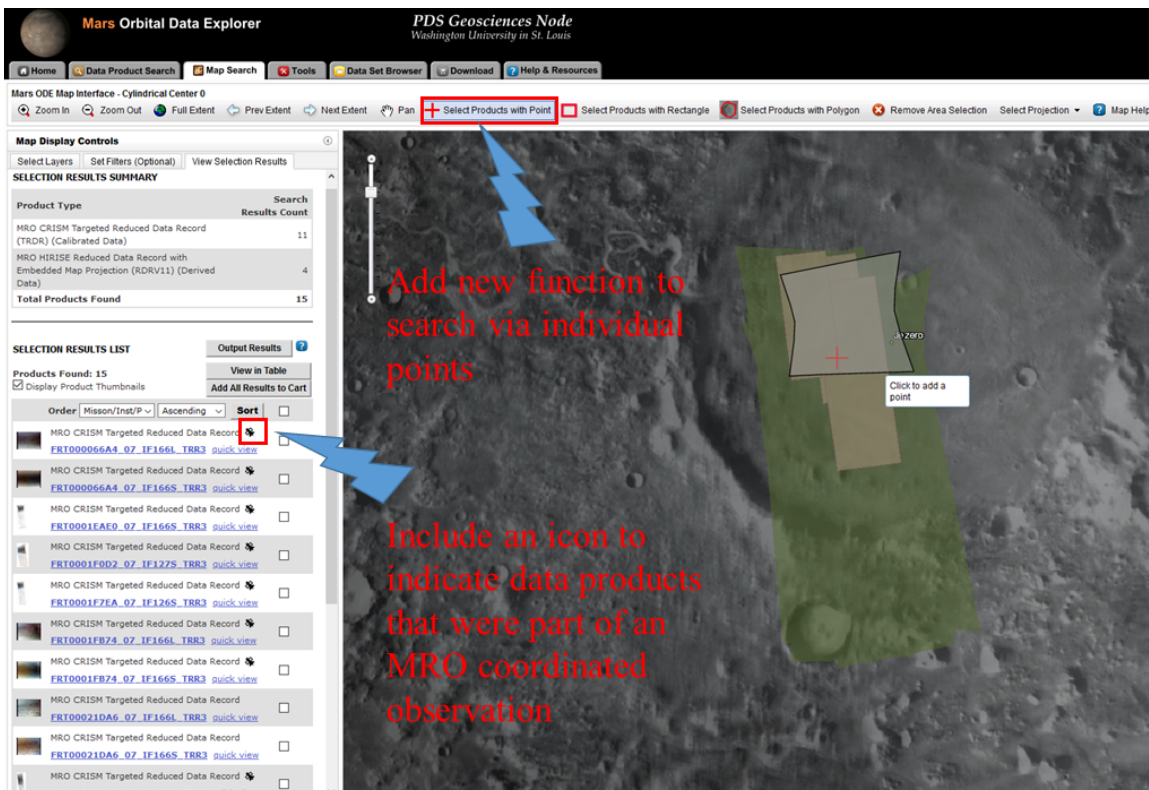 Mars Orbital Data Explorer
PDS Geosciences Node
Washington University in St. Louis
Home
Data Product Search
Map Search
Tools
Data Set Browser
Download
Help & Resources
Mars ODE Map Interface - Cylindrical Center 0
Zoom In
Zoom Out
Full Extent
Prev Extent
Next Extent
Pan
Select Products with Point
Select Products with Rectangle
Select Products with Polygon
Remove Area Selection
Select Projection
Map Help
Map Display Controls
Select Layers
Set Filters (Optional)
View Selection Results
SELECTION RESULTS SUMMARY
Product Type
Search
Results Count
MRO CRISM Targeted Reduced Data Record
(TRDR) (Calibrated Data)
11
MRO HIRISE Reduced Data Record with
Embedded Map Projection (RDRV11) (Derived
Data)
4
Total Products Found
15
SELECTION RESULTS LIST
Output Results
Products Found: 15
View in Table
Display Product Thumbnails
Add All Results to Cart
Order
Misson/Inst/P
Ascending
Sort
MRO CRISM Targeted Reduced Data Record
FRT000066A4_07_IF166L_TRR3 quick view
MRO CRISM Targeted Reduced Data Record
FRT000066A4_07_IF166S_TRR3 quick view
MRO CRISM Targeted Reduced Data Record
FRT0001EAE0_07_IF166S_TRR3 quick view
MRO CRISM Targeted Reduced Data Record
FRT0001F0D2_07_IF127S_TRR3 quick view
MRO CRISM Targeted Reduced Data Record
FRT0001F7EA_07_IF126S_TRR3 quick view
MRO CRISM Targeted Reduced Data Record
FRT0001FB74_07_IF166L_TRR3 quick view
MRO CRISM Targeted Reduced Data Record
FRT0001FB74_07_IF166S_TRR3 quick view
MRO CRISM Targeted Reduced Data Record
FRT00021DA6_07_IF166L_TRR3 quick view
MRO CRISM Targeted Reduced Data Record
FRT00021DA6_07_IF166S_TRR3 quick view
MRO CRISM Targeted Reduced Data Record
Add new function to
search via individual
points
Include an icon to
indicate data products
that were part of an
MRO coordinated
observation
Jezero
Click to add a
point